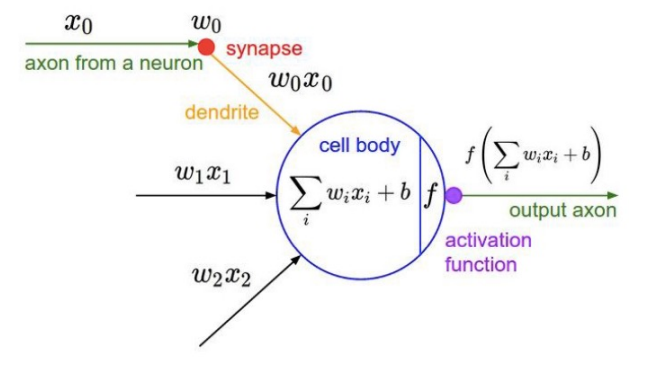 x₀
w₀
synapse
axon from a neuron
w₀x₀
dendrite
cell body
f(∑ᵢ wᵢxᵢ + b)
w₁x₁
∑ᵢ wᵢxᵢ + b
f
output axon
activation
function
w₂x₂